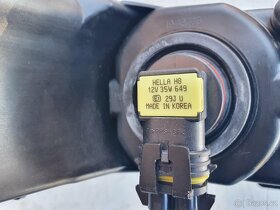 HELLA H8
12V 35W 649
293 U
MADE IN KOREA